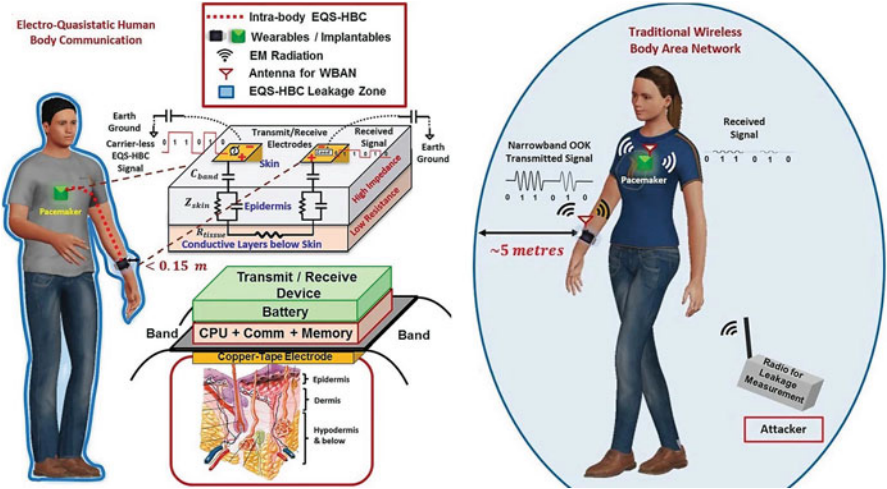 Electro-Quasistatic Human
Body Communication
Intra-body EQS-HBC
Wearables / Implantables
EM Radiation
Antenna for WBAN
EQS-HBC Leakage Zone
Earth
Ground
Carrier-less
EQS-HBC
Signal
0 1 1 0 1 0
Transmit/Receive
Electrodes
Received
Signal
Earth
Ground
Skin
C_band
Z_skin
Epidermis
R_tissue
Conductive Layers below Skin
High Impedance
Low Resistance
Pacemaker
< 0.15 m
Transmit / Receive
Device
Battery
CPU + Comm + Memory
Band
Band
Copper-Tape Electrode
Epidermis
Dermis
Hypodermis
& below
Traditional Wireless
Body Area Network
Narrowband OOK
Transmitted Signal
0 1 1 0 1 0
Received
Signal
0 1 1 0 1 0
Pacemaker
~5 metres
Radio for
Leakage
Measurement
Attacker